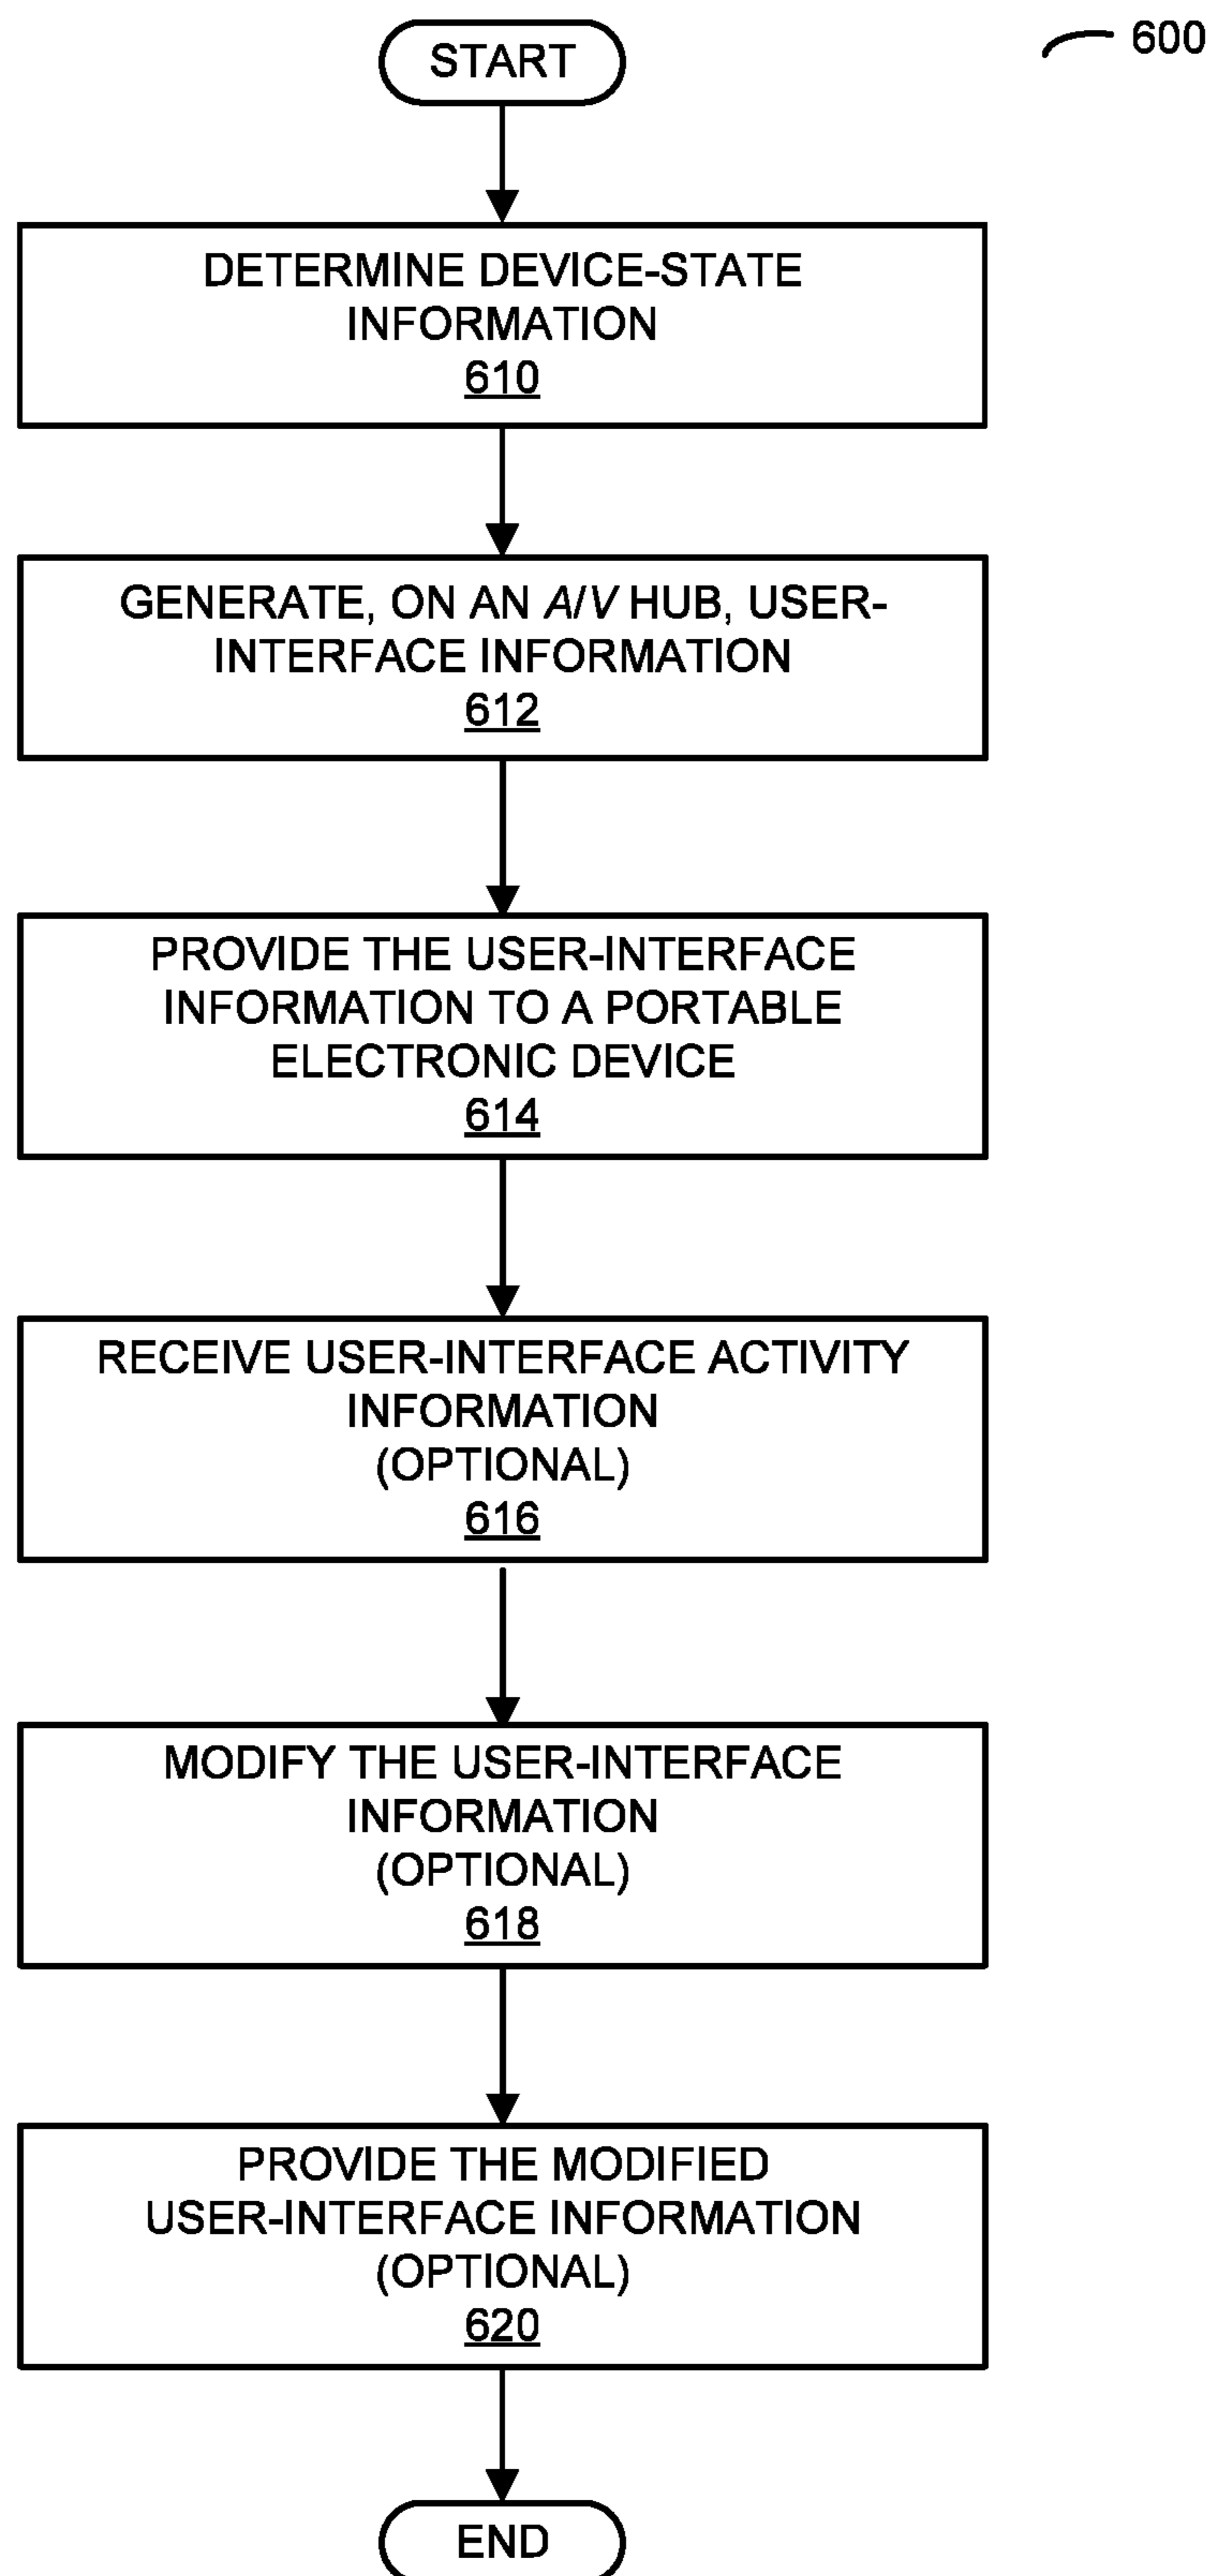 START
600
DETERMINE DEVICE-STATE
INFORMATION
610
GENERATE, ON AN A/V HUB, USER-
INTERFACE INFORMATION
612
PROVIDE THE USER-INTERFACE
INFORMATION TO A PORTABLE
ELECTRONIC DEVICE
614
RECEIVE USER-INTERFACE ACTIVITY
INFORMATION
(OPTIONAL)
616
MODIFY THE USER-INTERFACE
INFORMATION
(OPTIONAL)
618
PROVIDE THE MODIFIED
USER-INTERFACE INFORMATION
(OPTIONAL)
620
END